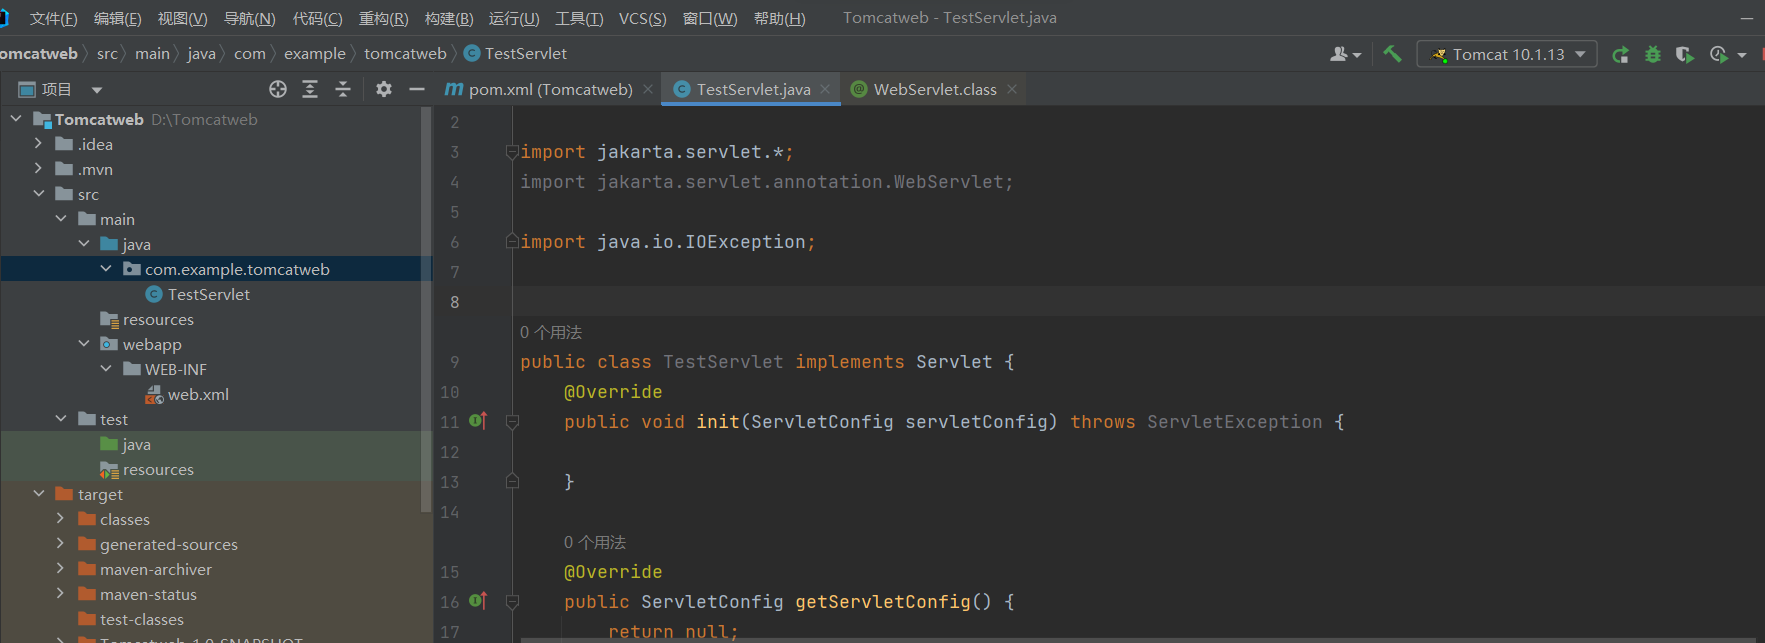 文件(F) 编辑(E) 视图(V) 导航(N) 代码(C) 重构(R) 构建(B) 运行(U) 工具(T) VCS(S) 窗口(W) 帮助(H) Tomcatweb - TestServlet.java
omcatweb src main java com example tomcatweb TestServlet Tomcat 10.1.13
项目
pom.xml (Tomcatweb) TestServlet.java WebServlet.class
Tomcatweb D:\Tomcatweb
.idea
.mvn
src
main
java
com.example.tomcatweb
TestServlet
resources
webapp
WEB-INF
web.xml
test
java
resources
target
classes
generated-sources
maven-archiver
maven-status
test-classes
Tomcatweb-1.0-SNAPSHOT
2
3 import jakarta.servlet.*;
4 import jakarta.servlet.annotation.WebServlet;
5
6 import java.io.IOException;
7
8
0 个用法
9 public class TestServlet implements Servlet {
10 @Override
11 public void init(ServletConfig servletConfig) throws ServletException {
12
13 }
14
0 个用法
15 @Override
16 public ServletConfig getServletConfig() {
17 return null;